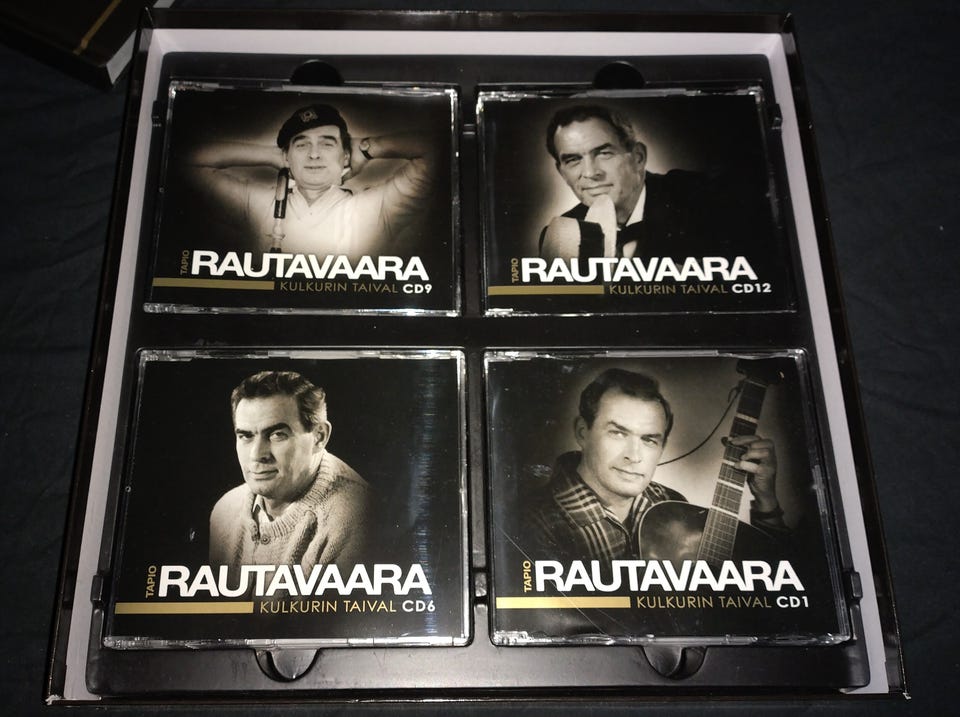 TAPIO
RAUTAVAARA
KULKURIN TAIVAL CD9
TAPIO
RAUTAVAARA
KULKURIN TAIVAL CD12
TAPIO
RAUTAVAARA
KULKURIN TAIVAL CD6
TAPIO
RAUTAVAARA
KULKURIN TAIVAL CD1